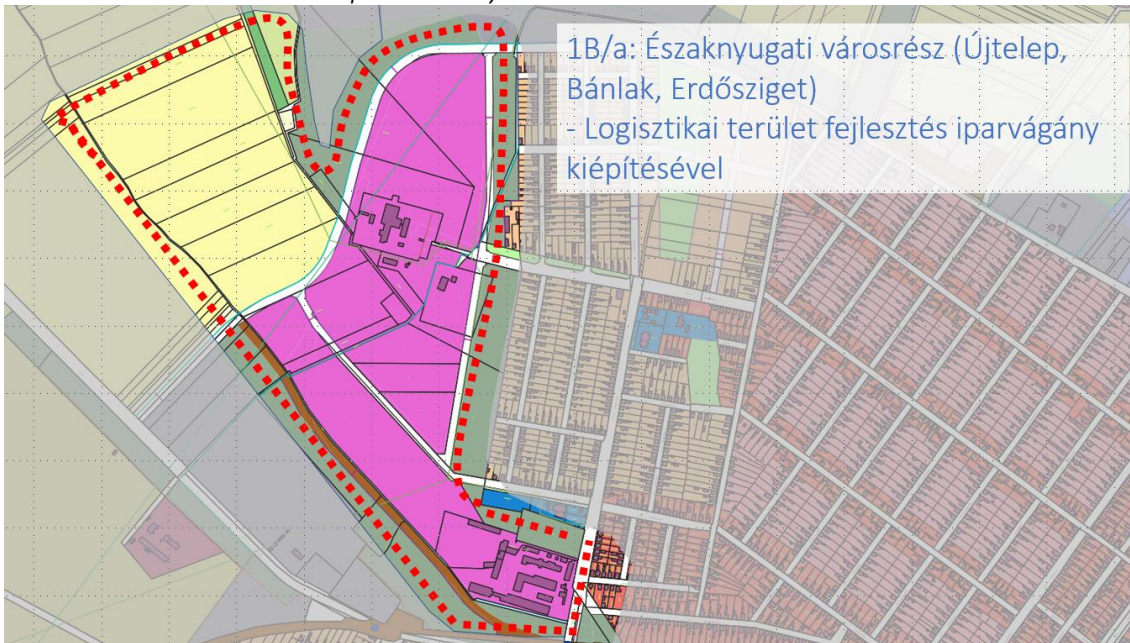 1B/a: Északnyugati városrész (Újtelep,
Bánlak, Erdősziget)
- Logisztikai terület fejlesztés iparvágány
kiépítésével